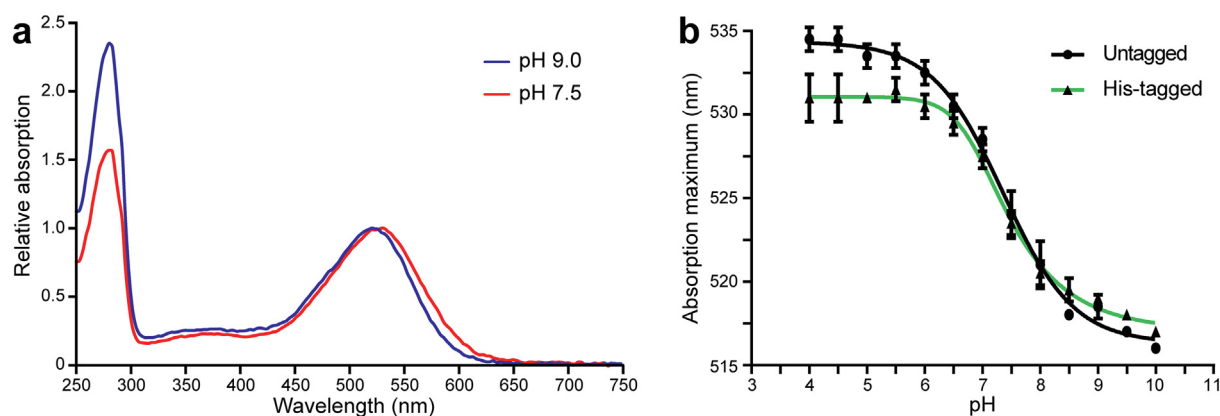 a
2.5
2.0
1.5
1.0
0.5
0
Relative absorption
250 300 350 400 450 500 550 600 650 700 750
Wavelength (nm)
pH 9.0
pH 7.5
b
535
530
525
520
515
Absorption maximum (nm)
3 4 5 6 7 8 9 10 11
pH
Untagged
His-tagged